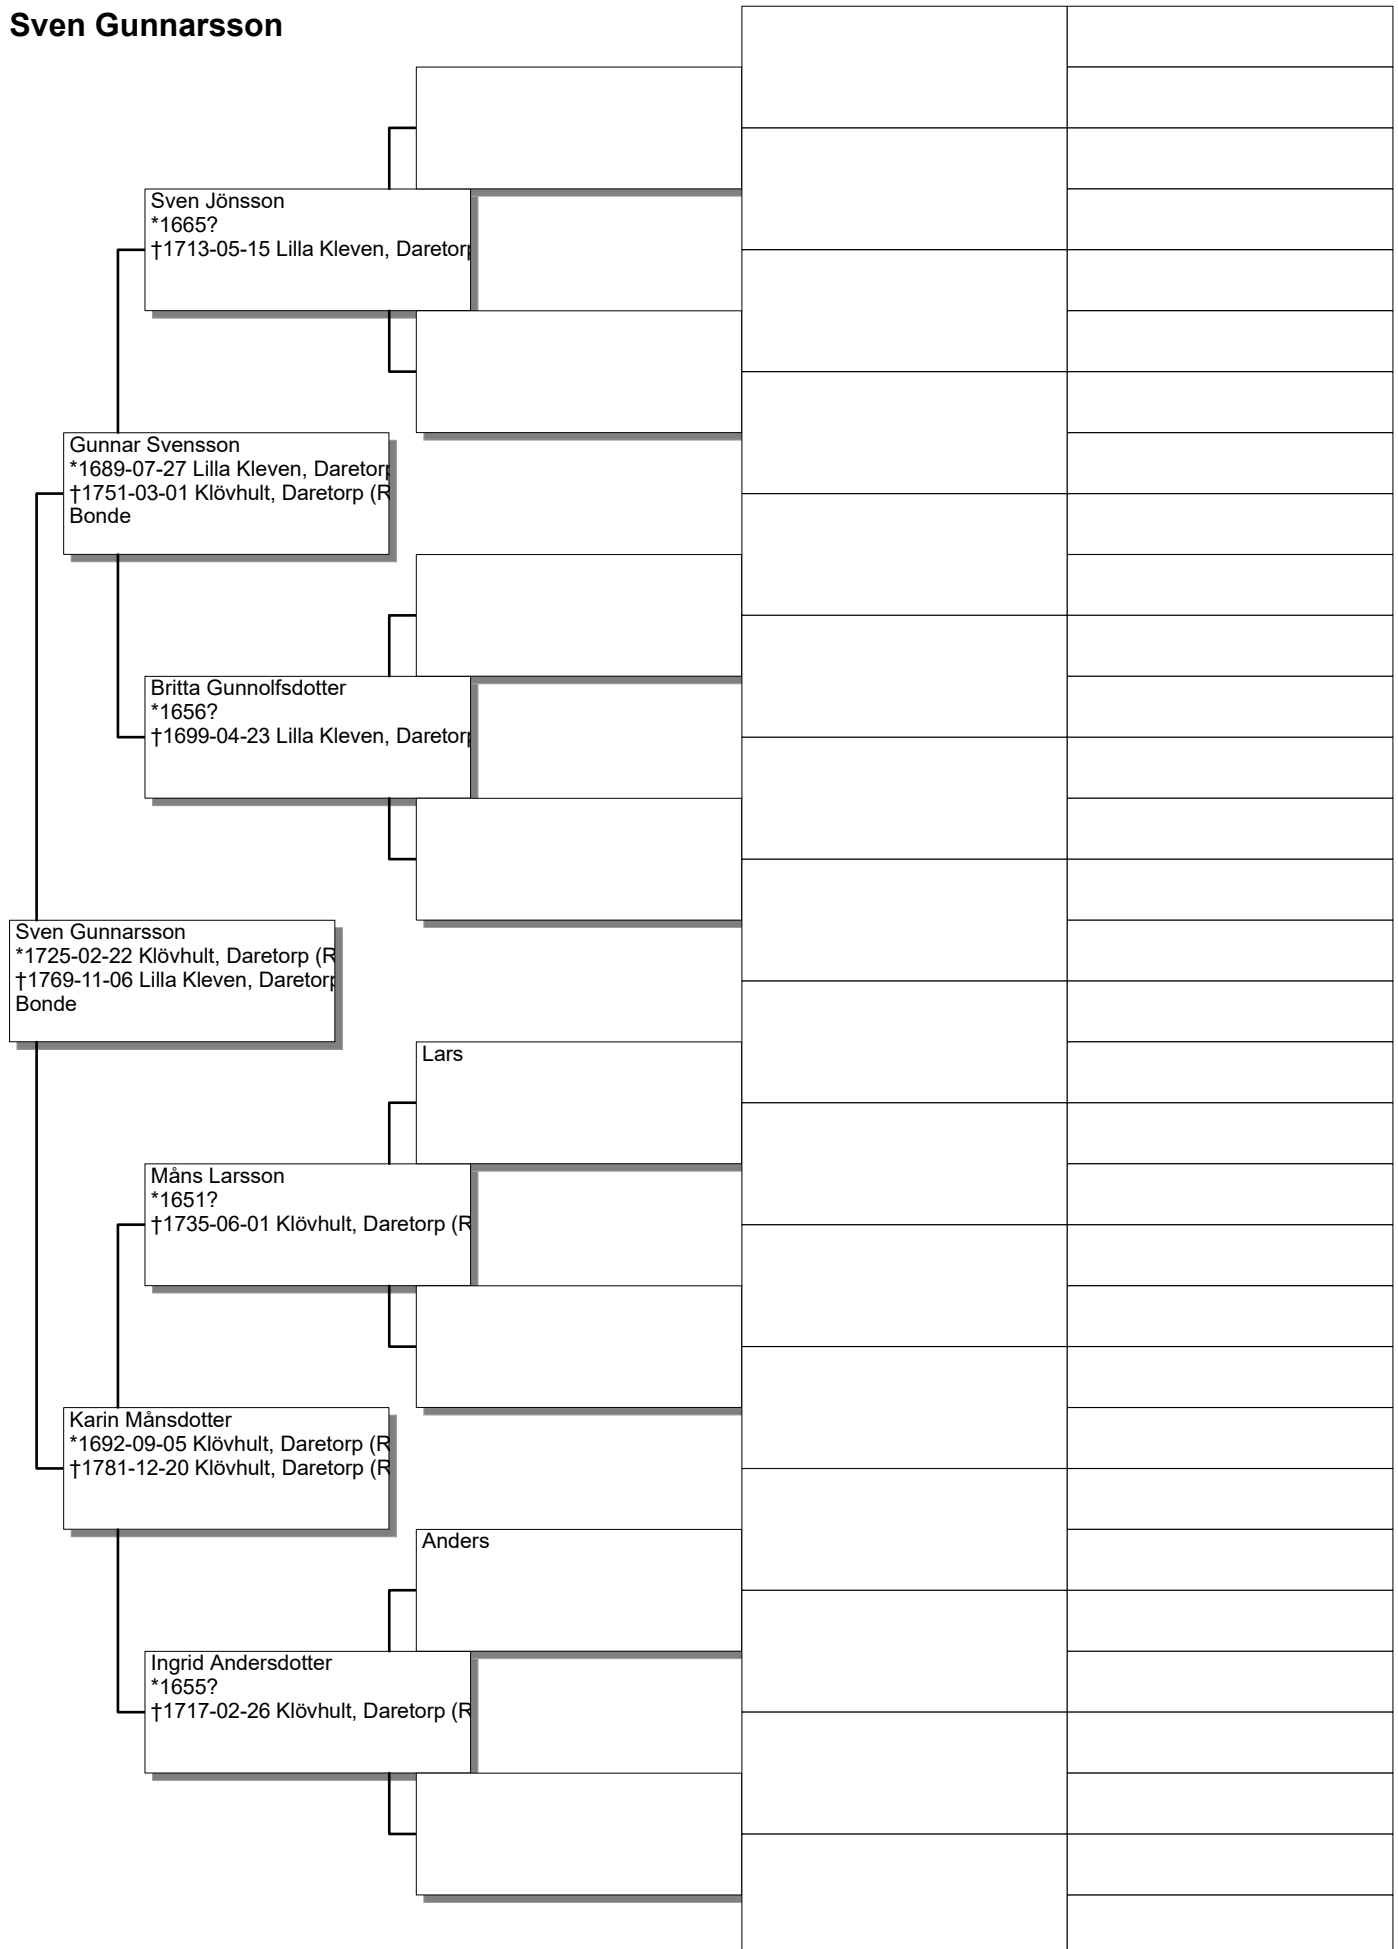 Sven Gunnarsson
Sven Jönsson
*1665?
†1713-05-15 Lilla Kleven, Daretorp
Gunnar Svensson
*1689-07-27 Lilla Kleven, Daretorp
†1751-03-01 Klövhult, Daretorp (R
Bonde
Britta Gunnolfsdotter
*1656?
†1699-04-23 Lilla Kleven, Daretorp
Sven Gunnarsson
*1725-02-22 Klövhult, Daretorp (R
†1769-11-06 Lilla Kleven, Daretorp
Bonde
Lars
Måns Larsson
*1651?
†1735-06-01 Klövhult, Daretorp (R
Karin Månsdotter
*1692-09-05 Klövhult, Daretorp (R
†1781-12-20 Klövhult, Daretorp (R
Anders
Ingrid Andersdotter
*1655?
†1717-02-26 Klövhult, Daretorp (R